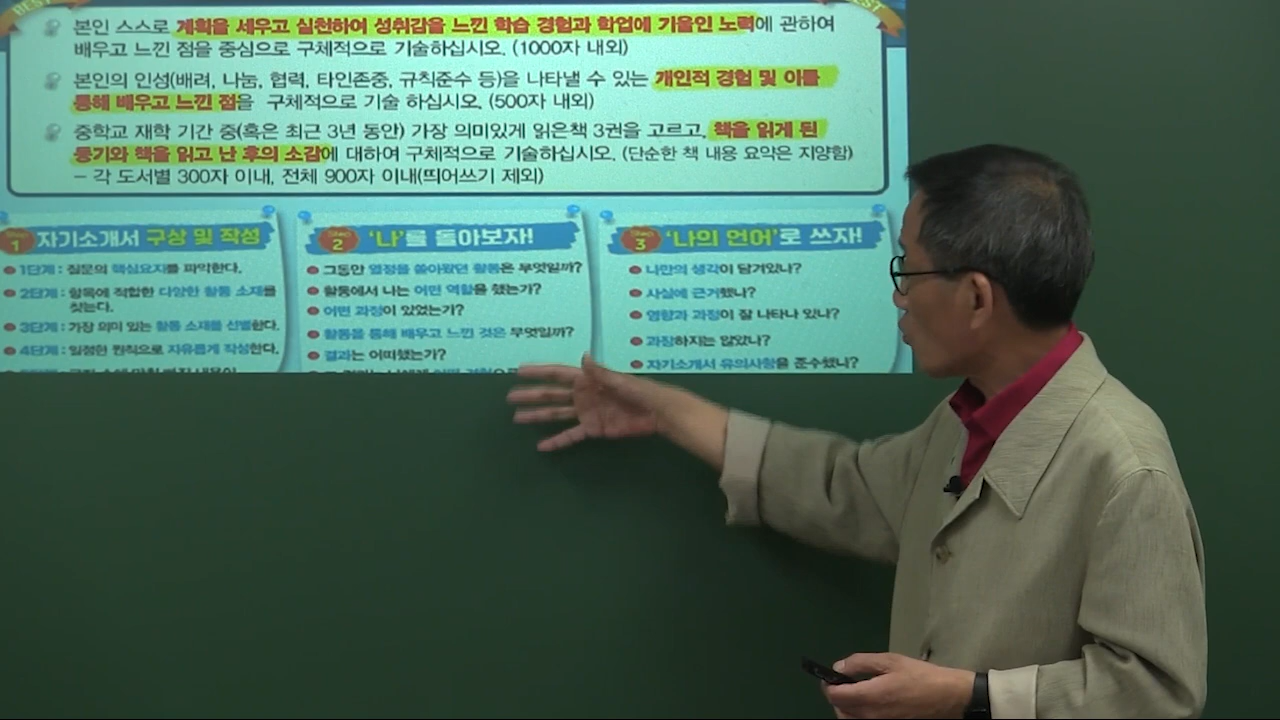 BEST
본인 스스로 계획을 세우고 실천하여 성취감을 느낀 학습 경험과 학업에 기울인 노력에 관하여
배우고 느낀 점을 중심으로 구체적으로 기술하십시오. (1000자 내외)
본인의 인성(배려, 나눔, 협력, 타인존중, 규칙준수 등)을 나타낼 수 있는 개인적 경험 및 이를
통해 배우고 느낀 점을 구체적으로 기술 하십시오. (500자 내외)
중학교 재학 기간 중(혹은 최근 3년 동안) 가장 의미있게 읽은책 3권을 고르고, 책을 읽게 된
동기와 책을 읽고 난 후의 소감에 대하여 구체적으로 기술하십시오. (단순한 책 내용 요약은 지양함)
- 각 도서별 300자 이내, 전체 900자 이내(띄어쓰기 제외)
Step 1 자기소개서 구상 및 작성
1단계 : 질문의 핵심요지를 파악한다.
2단계 : 항목에 적합한 다양한 활동 소재를
찾는다.
3단계 : 가장 의미 있는 활동 소재를 선별한다.
4단계 : 일정한 원칙으로 자유롭게 작성한다.
Step 2 '나'를 돌아보자!
그동안 열정을 쏟아왔던 활동은 무엇일까?
활동에서 나는 어떤 역할을 했는가?
어떤 과정이 있었는가?
활동을 통해 배우고 느낀 것은 무엇일까?
결과는 어떠했는가?
Step 3 '나의 언어'로 쓰자!
나만의 생각이 담겨있나?
사실에 근거했나?
영향과 과정이 잘 나타나 있나?
과장하지는 않았나?
자기소개서 유의사항을 준수했나?